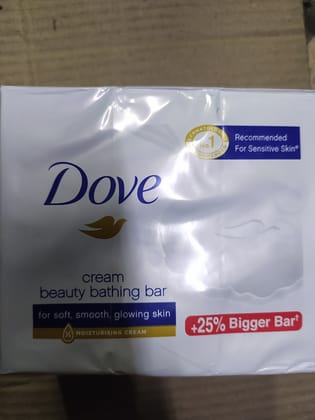 Recommended
For Sensitive Skin*
Dove
cream
beauty bathing bar
for soft, smooth, glowing skin
MOISTURISING CREAM
+25% Bigger Bar†